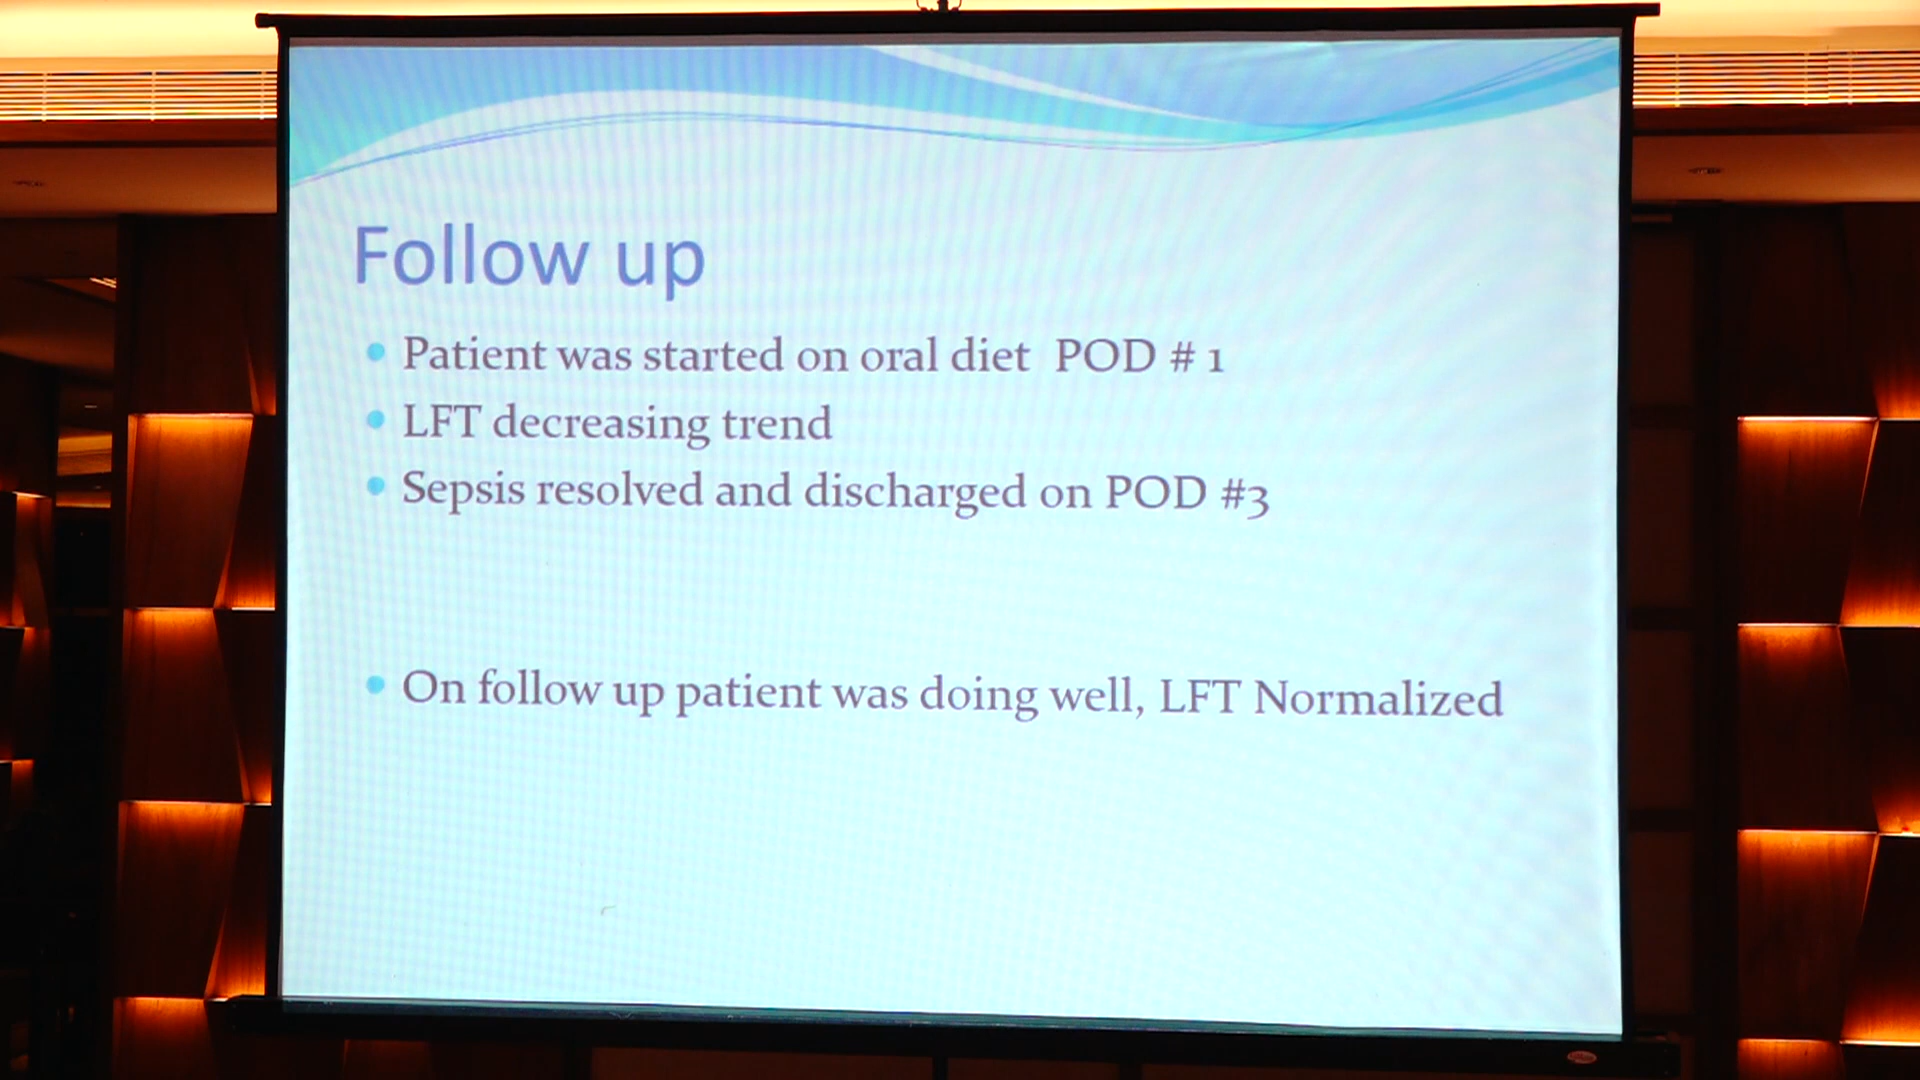 Follow up
Patient was started on oral diet POD # 1
LFT decreasing trend
Sepsis resolved and discharged on POD #3
On follow up patient was doing well, LFT Normalized